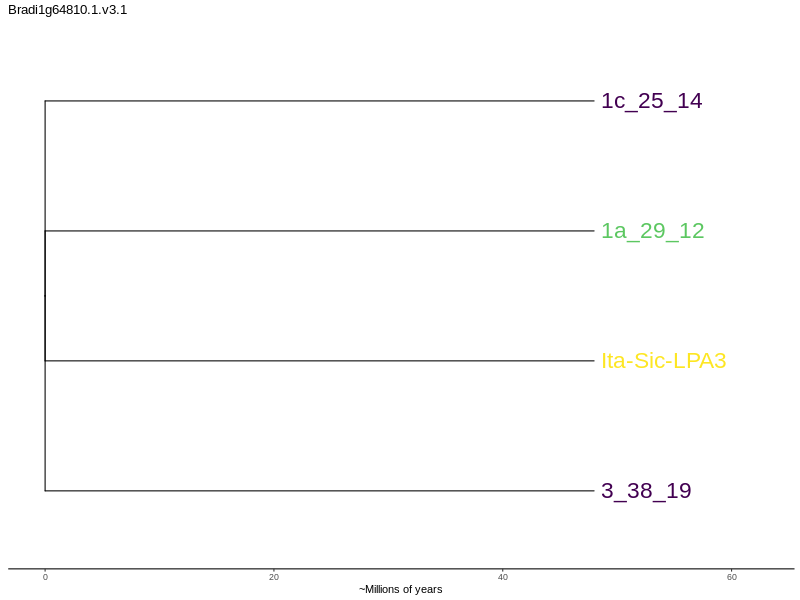 Bradi1g64810.1.v3.1
1c_25_14
1a_29_12
Ita-Sic-LPA3
3_38_19
0 20 40 60
~Millions of years